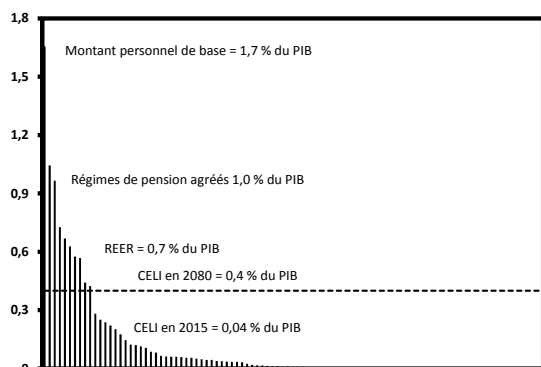 1,8
Montant personnel de base = 1,7 % du PIB
1,5
1,2
Régimes de pension agréés 1,0 % du PIB
0,9
REER = 0,7 % du PIB
0,6
CELI en 2080 = 0,4 % du PIB
0,3
CELI en 2015 = 0,04 % du PIB
0